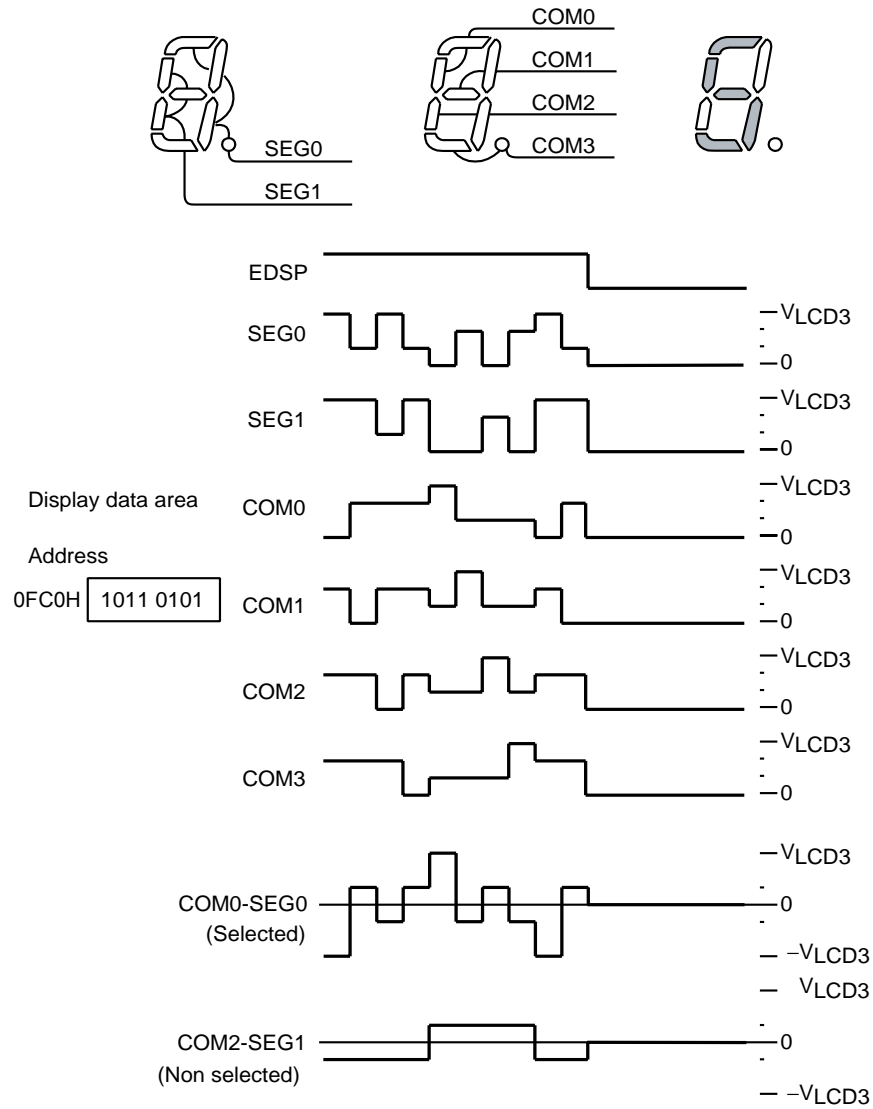 COM0
COM1
COM2
COM3
SEG0
SEG1
EDSP
VLCD3
SEG0
0
VLCD3
SEG1
0
VLCD3
Display data area
COM0
0
Address
VLCD3
0FC0H 1011 0101
COM1
0
VLCD3
COM2
0
VLCD3
COM3
0
VLCD3
COM0-SEG0
0
(Selected)
−VLCD3
VLCD3
COM2-SEG1
0
(Non selected)
−VLCD3